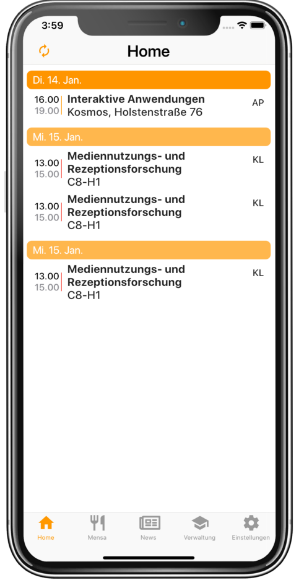 3:59
Home
Di. 14. Jan.
16.00 Interaktive Anwendungen AP
19.00 Kosmos, Holstenstraße 76
Mi. 15. Jan.
13.00 Mediennutzungs- und KL
15.00 Rezeptionsforschung
C8-H1
13.00 Mediennutzungs- und KL
15.00 Rezeptionsforschung
C8-H1
Mi. 15. Jan.
13.00 Mediennutzungs- und KL
15.00 Rezeptionsforschung
C8-H1
Home Mensa News Verwaltung Einstellungen